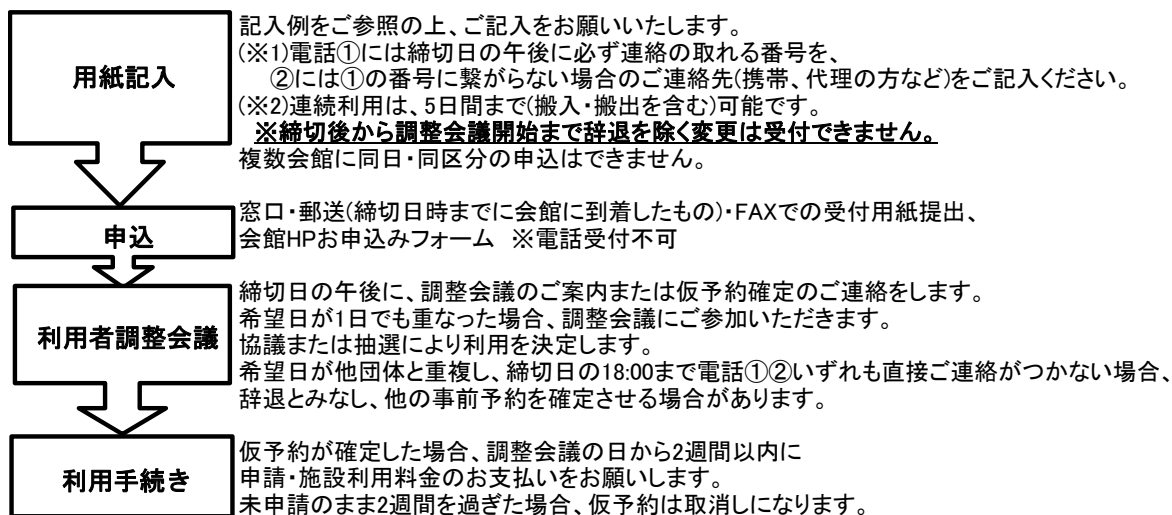 用紙記入
記入例をご参照の上、ご記入をお願いいたします。
(※1)電話①には締切日の午後に必ず連絡の取れる番号を、
②には①の番号に繋がらない場合のご連絡先(携帯、代理の方など)をご記入ください。
(※2)連続利用は、5日間まで(搬入・搬出を含む)可能です。
※締切後から調整会議開始まで辞退を除く変更は受付できません。
複数会館に同日・同区分の申込はできません。
申込
窓口・郵送(締切日時までに会館に到着したもの)・FAXでの受付用紙提出、
会館HPお申込みフォーム ※電話受付不可
利用者調整会議
締切日の午後に、調整会議のご案内または仮予約確定のご連絡をします。
希望日が1日でも重なった場合、調整会議にご参加いただきます。
協議または抽選により利用を決定します。
希望日が他団体と重複し、締切日の18:00まで電話①②いずれも直接ご連絡がつかない場合、
辞退とみなし、他の事前予約を確定させる場合があります。
利用手続き
仮予約が確定した場合、調整会議の日から2週間以内に
申請・施設利用料金のお支払いをお願いします。
未申請のまま2週間を過ぎた場合、仮予約は取消しになります。